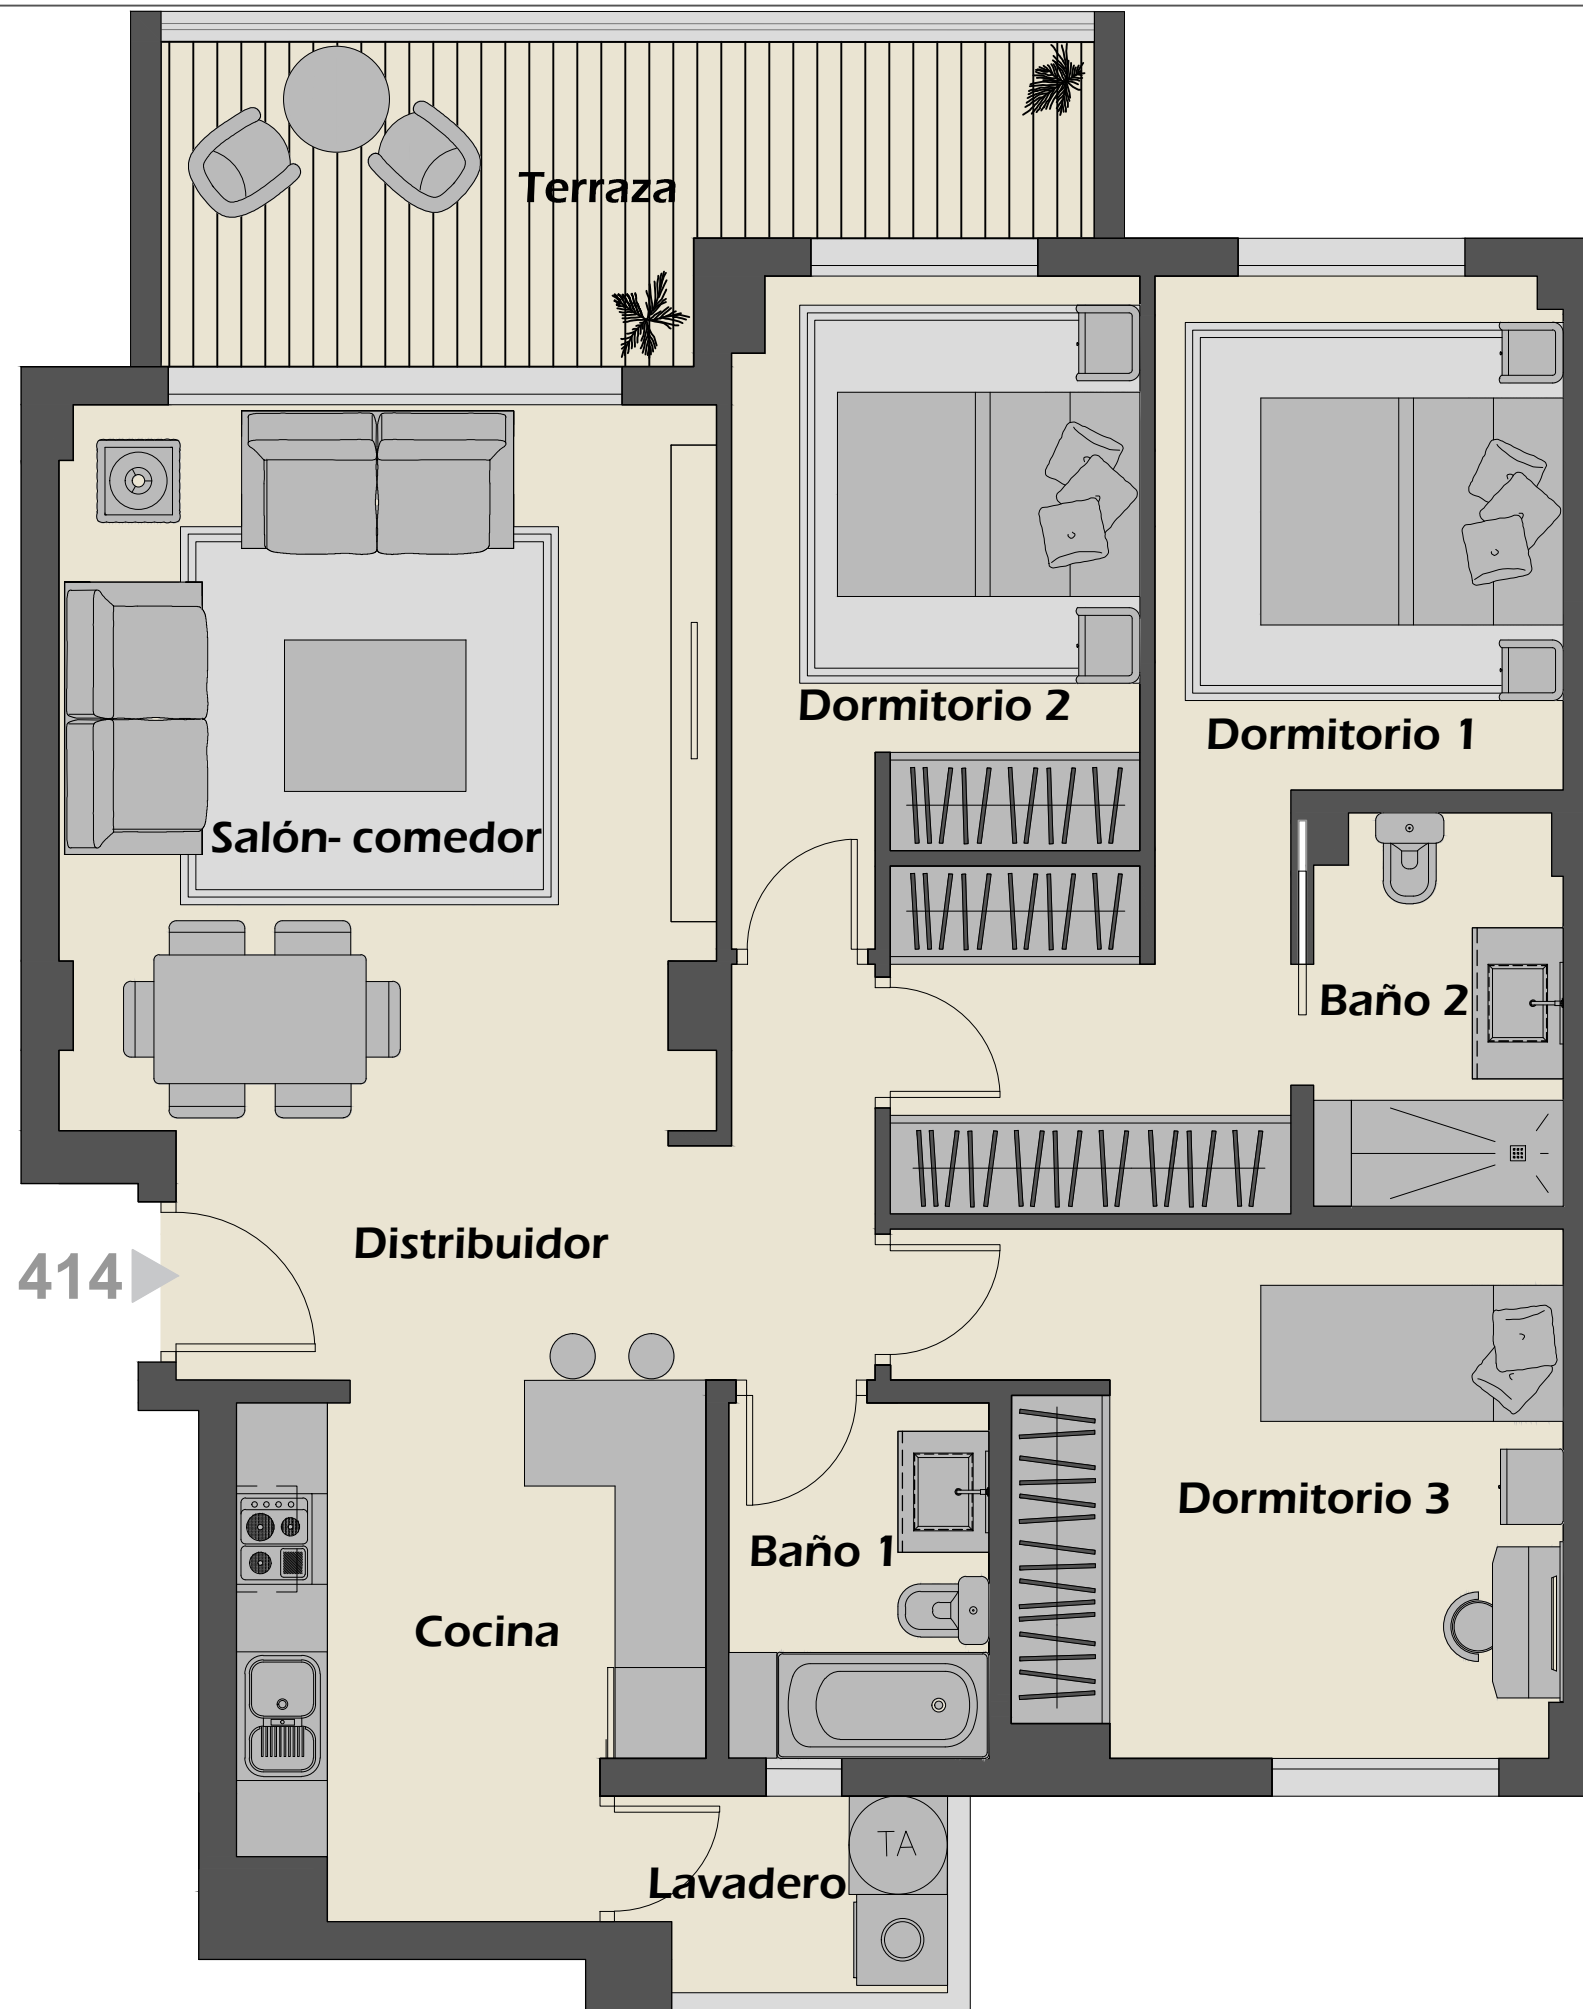 Terraza
Dormitorio 2
Dormitorio 1
Salón- comedor
Baño 2
Distribuidor
414
Dormitorio 3
Baño 1
Cocina
TA
Lavadero